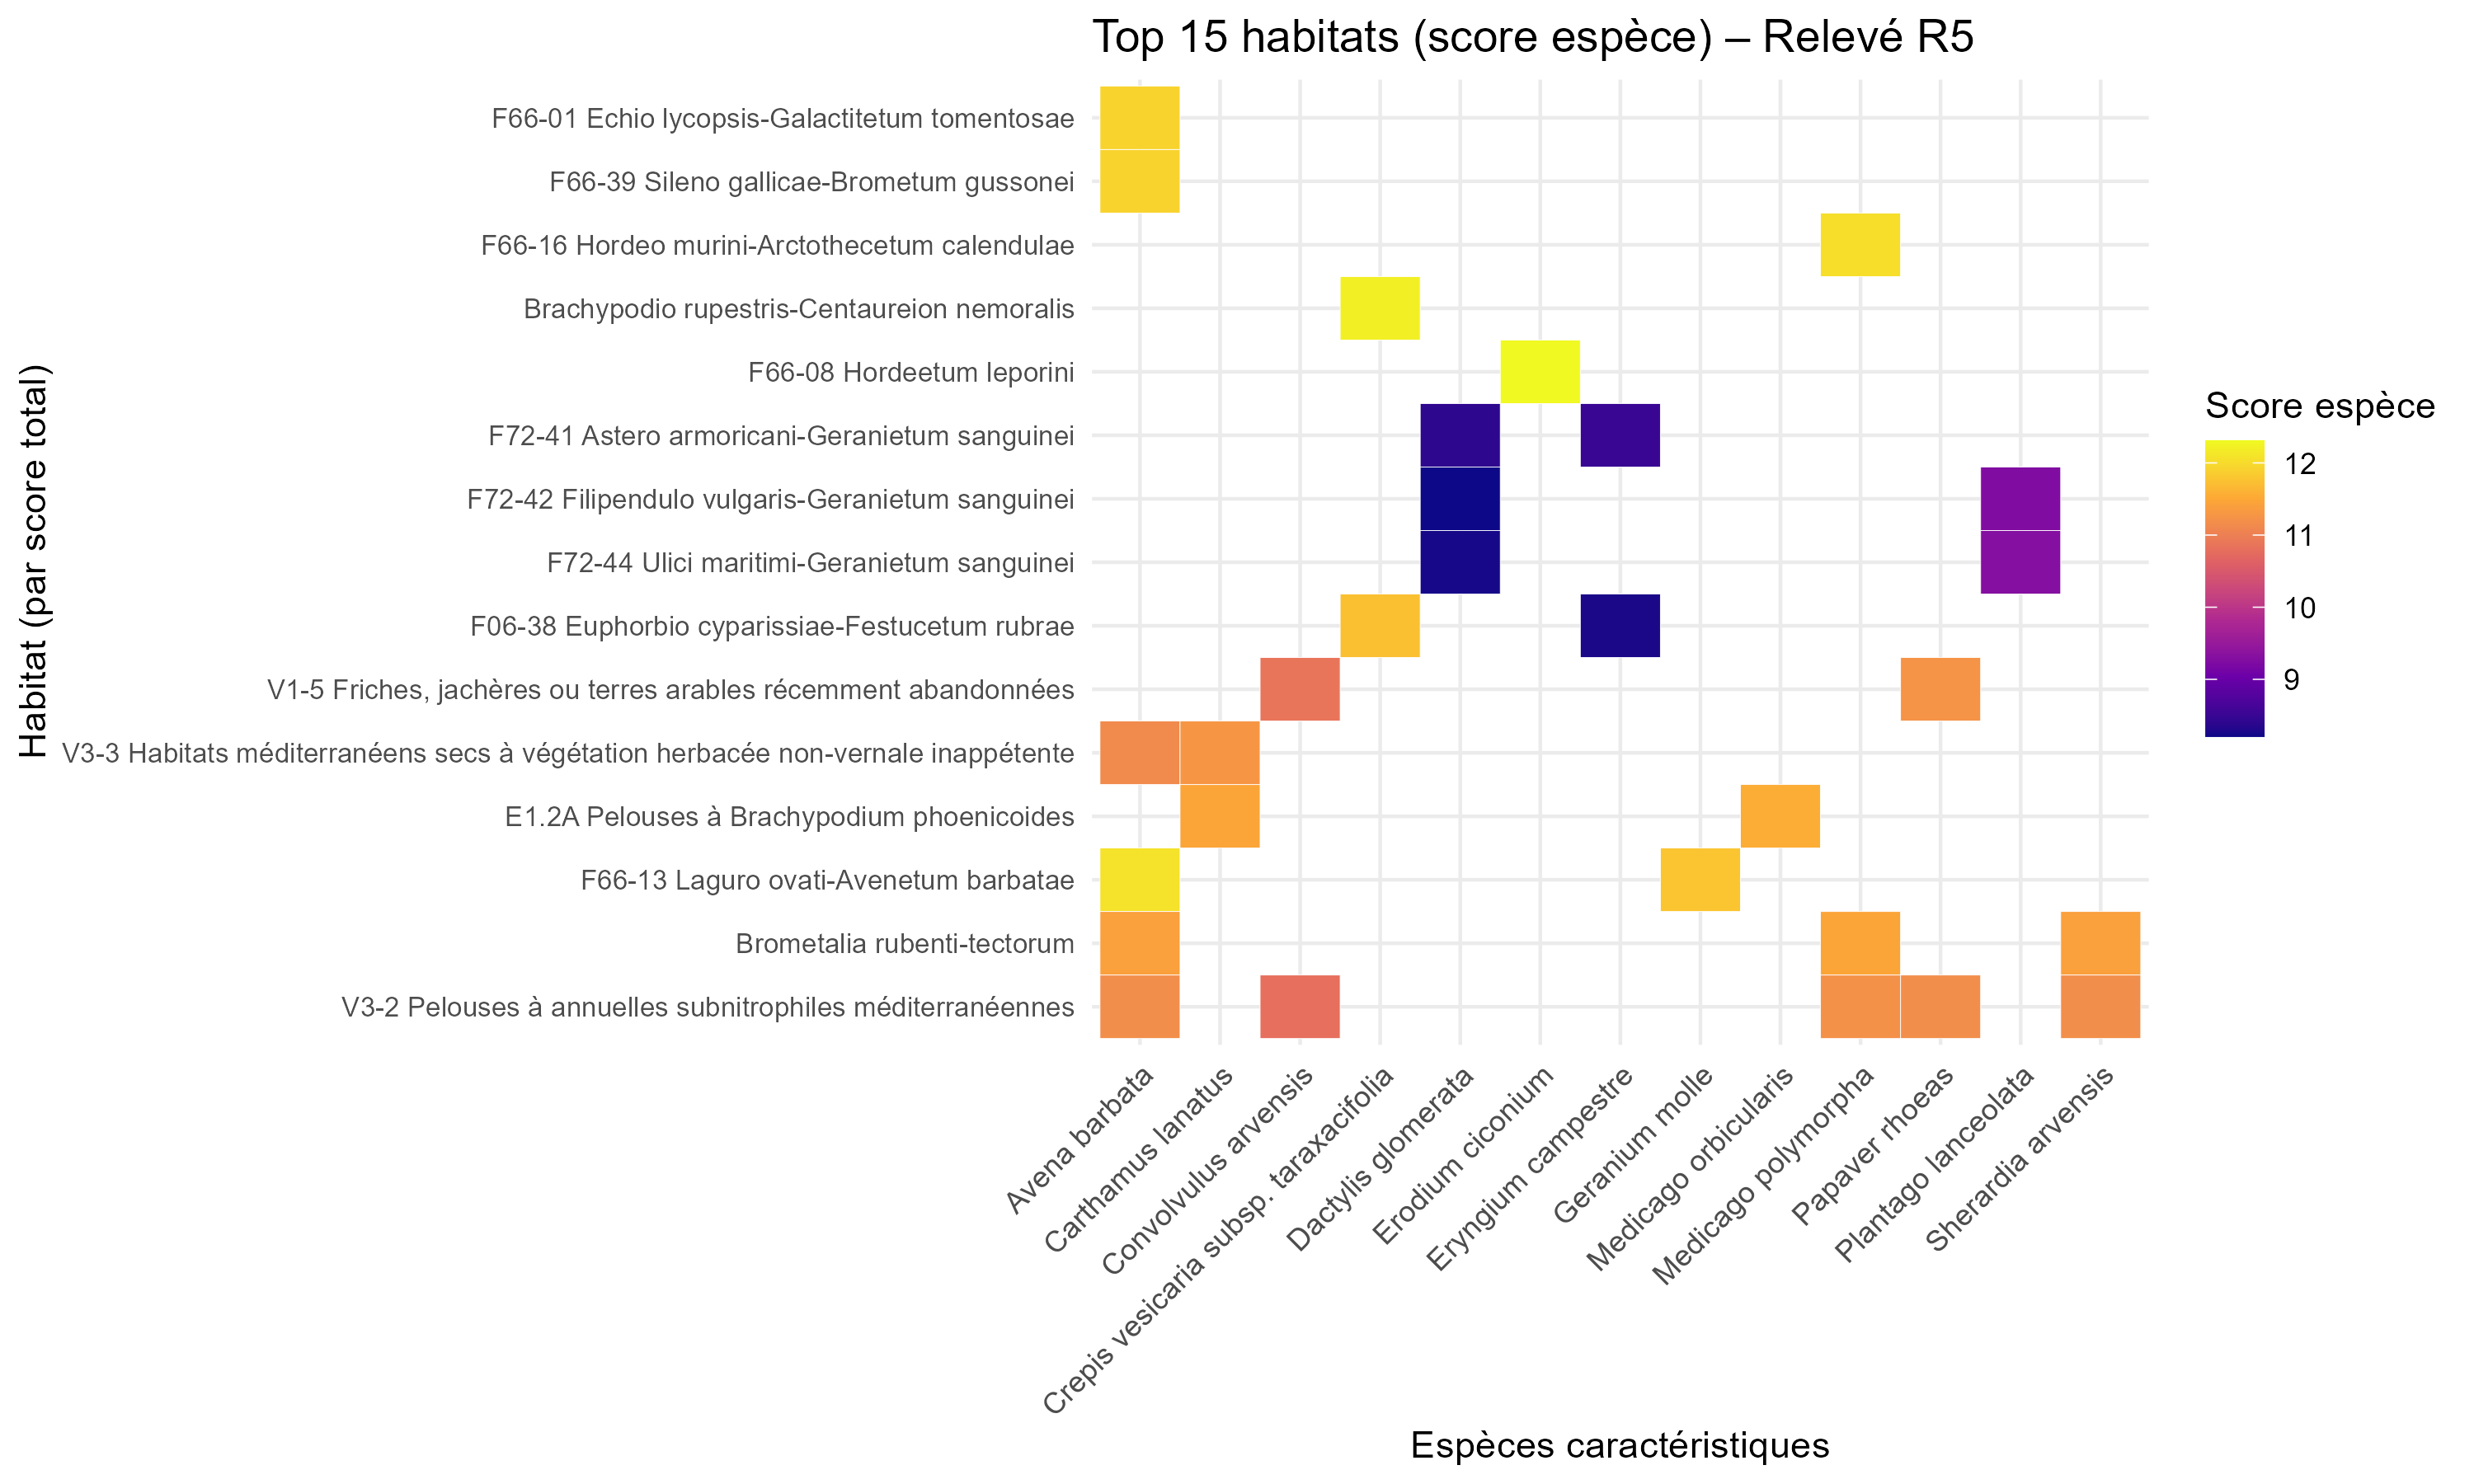 Top 15 habitats (score espèce) – Relevé R5
Habitat (par score total)
F66-01 Echio lycopsis-Galactitetum tomentosae
F66-39 Sileno gallicae-Brometum gussonei
F66-16 Hordeo murini-Arctothecetum calendulae
Brachypodio rupestris-Centaureion nemoralis
F66-08 Hordeetum leporini
F72-41 Astero armoricani-Geranietum sanguinei
F72-42 Filipendulo vulgaris-Geranietum sanguinei
F72-44 Ulici maritimi-Geranietum sanguinei
F06-38 Euphorbio cyparissiae-Festucetum rubrae
V1-5 Friches, jachères ou terres arables récemment abandonnées
V3-3 Habitats méditerranéens secs à végétation herbacée non-vernale inappétente
E1.2A Pelouses à Brachypodium phoenicoides
F66-13 Laguro ovati-Avenetum barbatae
Brometalia rubenti-tectorum
V3-2 Pelouses à annuelles subnitrophiles méditerranéennes
Avena barbata
Carthamus lanatus
Convolvulus arvensis
Crepis vesicaria subsp. taraxacifolia
Dactylis glomerata
Erodium ciconium
Eryngium campestre
Geranium molle
Medicago orbicularis
Medicago polymorpha
Papaver rhoeas
Plantago lanceolata
Sherardia arvensis
Espèces caractéristiques
Score espèce
12
11
10
9